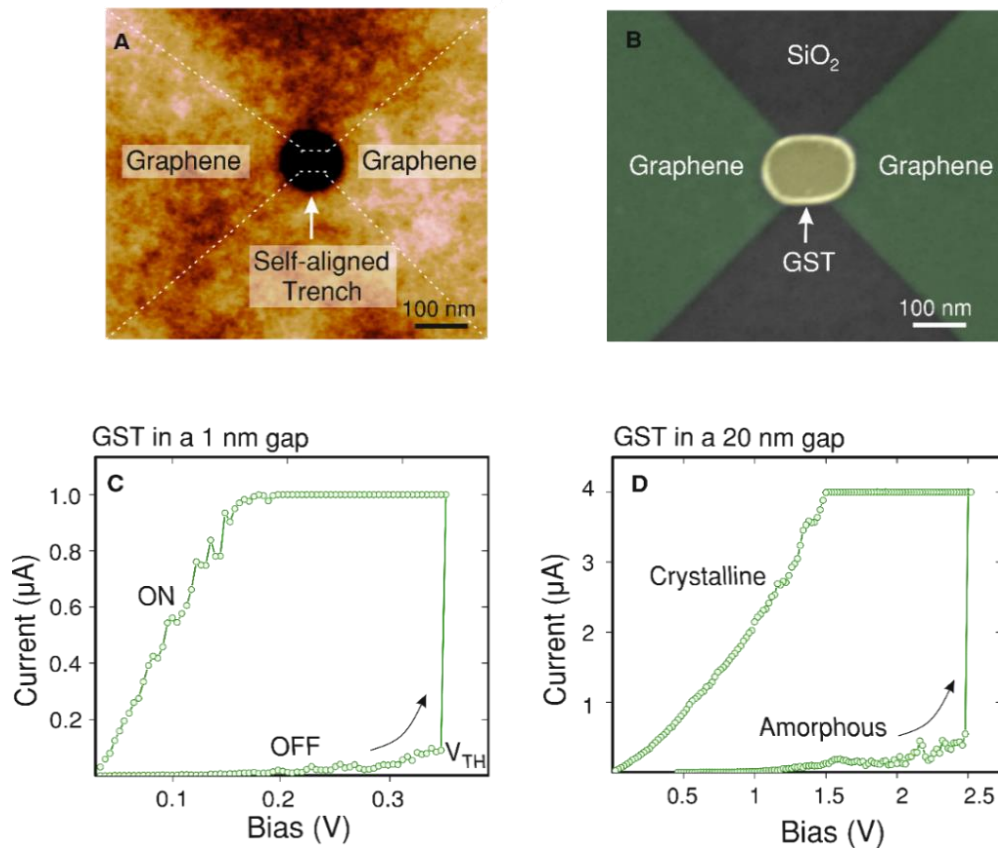 A
Graphene
Graphene
Self-aligned
Trench
100 nm
B
SiO₂
Graphene
Graphene
GST
100 nm
GST in a 1 nm gap
C
1.0
0.8
0.6
0.4
0.2
Current (μA)
ON
OFF
V_TH
0.1
0.2
0.3
Bias (V)
GST in a 20 nm gap
D
4
3
2
1
Current (μA)
Crystalline
Amorphous
0.5
1
1.5
2
2.5
Bias (V)